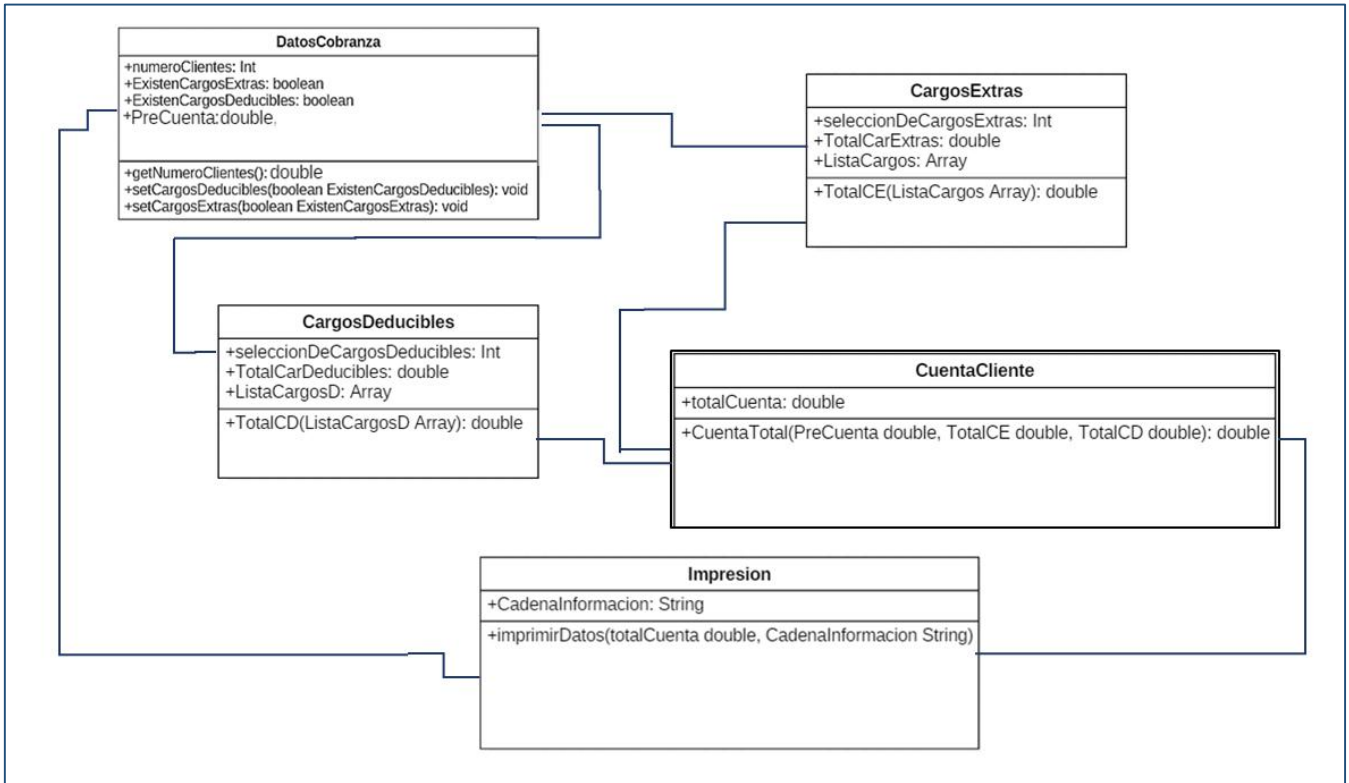 DatosCobranza
+numeroClientes: Int
+ExistenCargosExtras: boolean
+ExistenCargosDeducibles: boolean
+PreCuenta:double,
+getNumeroClientes(): double
+setCargosDeducibles(boolean ExistenCargosDeducibles): void
+setCargosExtras(boolean ExistenCargosExtras): void
CargosExtras
+seleccionDeCargosExtras: Int
+TotalCarExtras: double
+ListaCargos: Array
+TotalCE(ListaCargos Array): double
CargosDeducibles
+seleccionDeCargosDeducibles: Int
+TotalCarDeducibles: double
+ListaCargosD: Array
+TotalCD(ListaCargosD Array): double
CuentaCliente
+totalCuenta: double
+CuentaTotal(PreCuenta double, TotalCE double, TotalCD double): double
Impresion
+CadenaInformacion: String
+imprimirDatos(totalCuenta double, CadenaInformacion String)